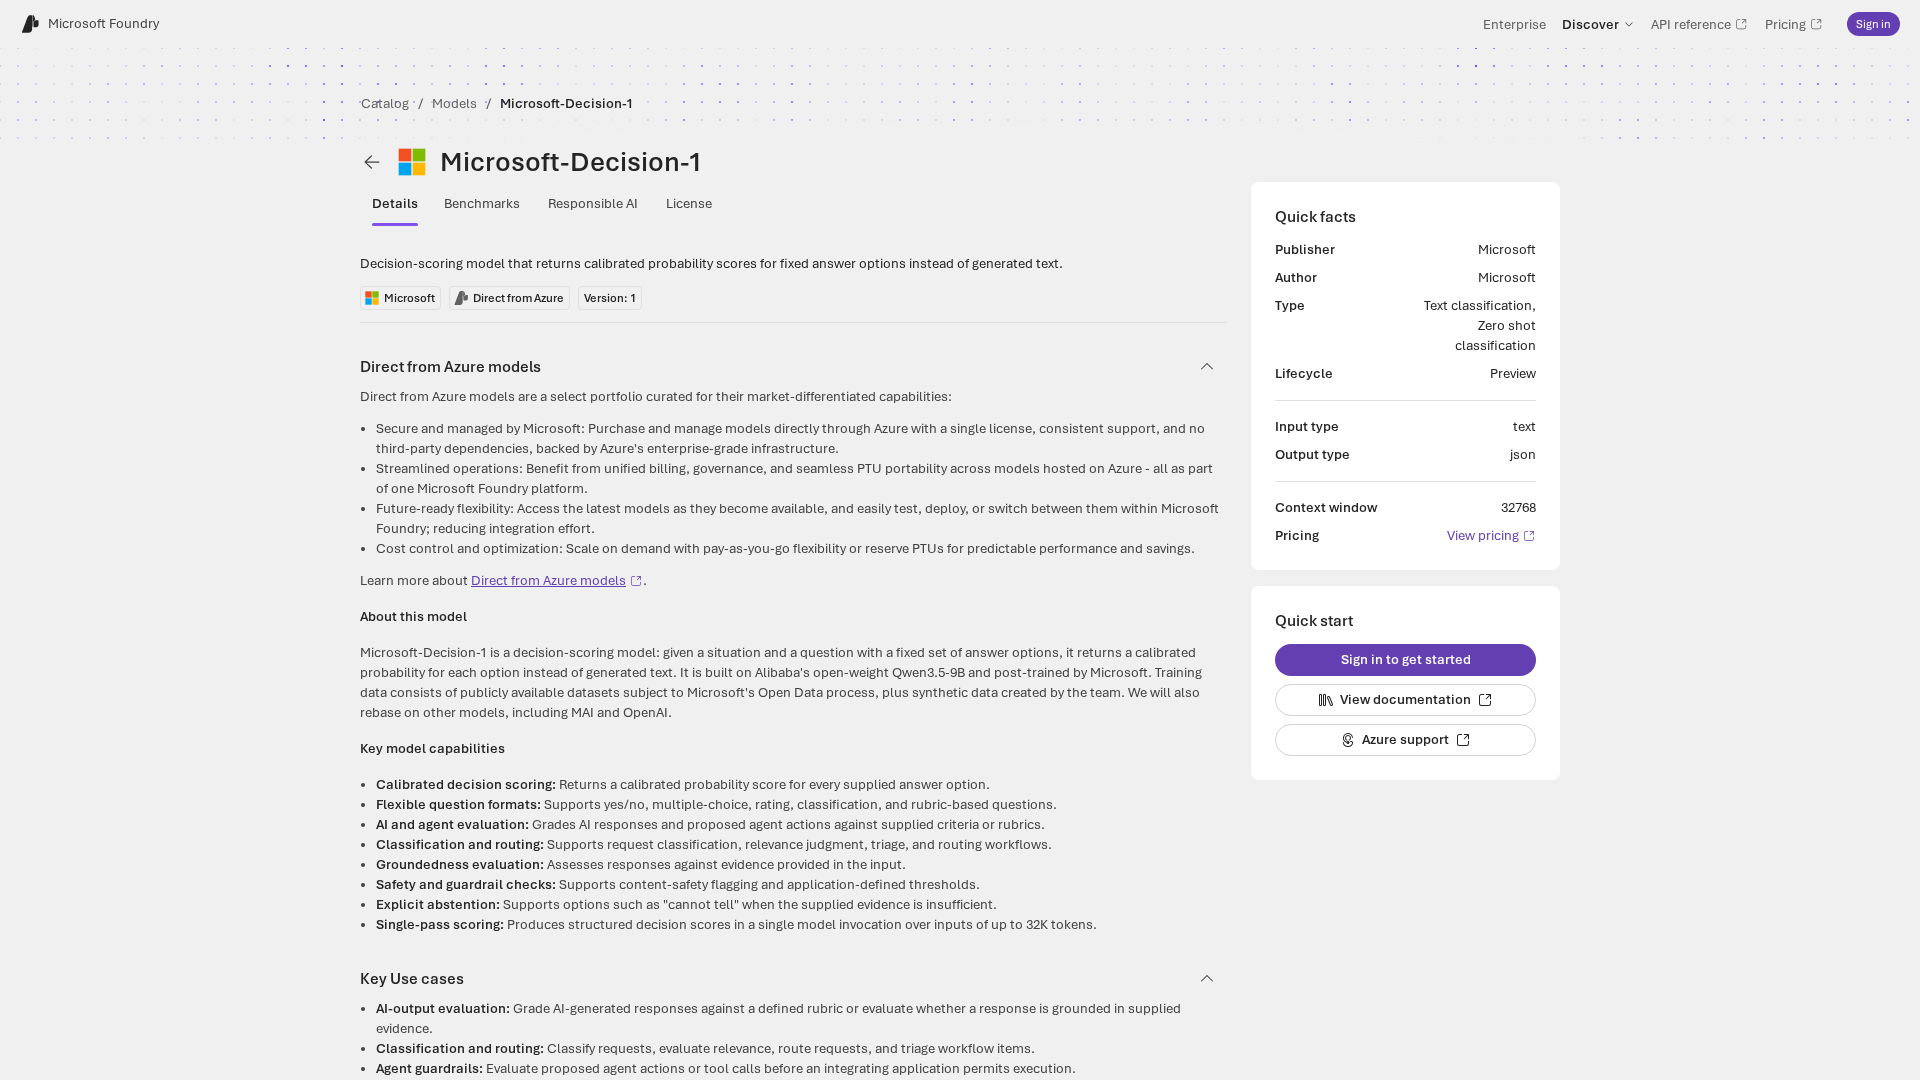 Microsoft Foundry
Enterprise
Discover
API reference
Pricing
Sign in
Catalog / Models / Microsoft-Decision-1
Microsoft-Decision-1
Details
Benchmarks
Responsible AI
License
Decision-scoring model that returns calibrated probability scores for fixed answer options instead of generated text.
Microsoft
Direct from Azure
Version: 1
Direct from Azure models
Direct from Azure models are a select portfolio curated for their market-differentiated capabilities:
• Secure and managed by Microsoft: Purchase and manage models directly through Azure with a single license, consistent support, and no
third-party dependencies, backed by Azure's enterprise-grade infrastructure.
• Streamlined operations: Benefit from unified billing, governance, and seamless PTU portability across models hosted on Azure - all as part
of one Microsoft Foundry platform.
• Future-ready flexibility: Access the latest models as they become available, and easily test, deploy, or switch between them within Microsoft
Foundry; reducing integration effort.
• Cost control and optimization: Scale on demand with pay-as-you-go flexibility or reserve PTUs for predictable performance and savings.
Learn more about Direct from Azure models.
About this model
Microsoft-Decision-1 is a decision-scoring model: given a situation and a question with a fixed set of answer options, it returns a calibrated
probability for each option instead of generated text. It is built on Alibaba's open-weight Qwen3.5-9B and post-trained by Microsoft. Training
data consists of publicly available datasets subject to Microsoft's Open Data process, plus synthetic data created by the team. We will also
rebase on other models, including MAI and OpenAI.
Key model capabilities
• Calibrated decision scoring: Returns a calibrated probability score for every supplied answer option.
• Flexible question formats: Supports yes/no, multiple-choice, rating, classification, and rubric-based questions.
• AI and agent evaluation: Grades AI responses and proposed agent actions against supplied criteria or rubrics.
• Classification and routing: Supports request classification, relevance judgment, triage, and routing workflows.
• Groundedness evaluation: Assesses responses against evidence provided in the input.
• Safety and guardrail checks: Supports content-safety flagging and application-defined thresholds.
• Explicit abstention: Supports options such as "cannot tell" when the supplied evidence is insufficient.
• Single-pass scoring: Produces structured decision scores in a single model invocation over inputs of up to 32K tokens.
Key Use cases
• AI-output evaluation: Grade AI-generated responses against a defined rubric or evaluate whether a response is grounded in supplied
evidence.
• Classification and routing: Classify requests, evaluate relevance, route requests, and triage workflow items.
• Agent guardrails: Evaluate proposed agent actions or tool calls before an integrating application permits execution.
Quick facts
Publisher Microsoft
Author Microsoft
Type Text classification,
Zero shot
classification
Lifecycle Preview
Input type text
Output type json
Context window 32768
Pricing View pricing
Quick start
Sign in to get started
View documentation
Azure support